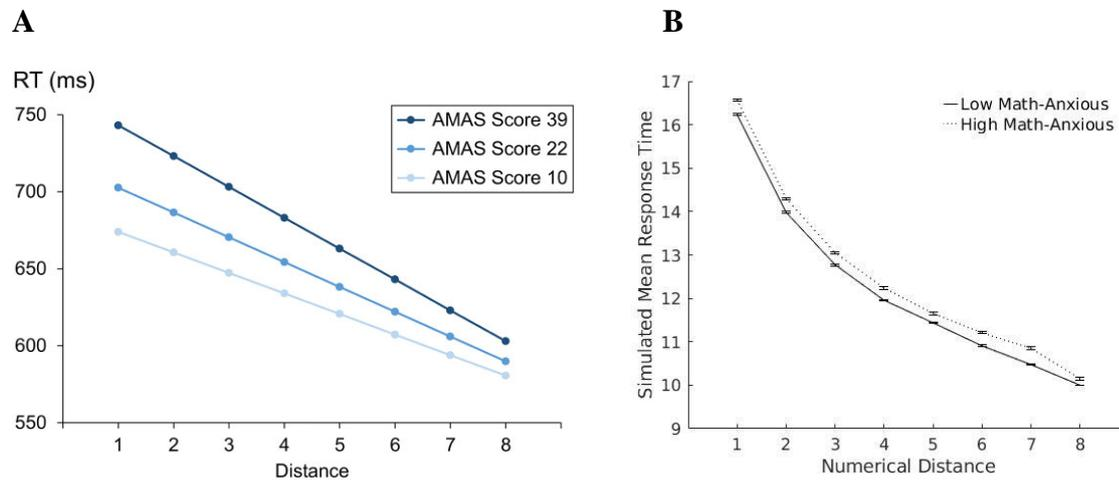 A
RT (ms)
750
700
650
600
550
AMAS Score 39
AMAS Score 22
AMAS Score 10
1 2 3 4 5 6 7 8
Distance
B
Simulated Mean Response Time
17
16
15
14
13
12
11
10
9
Low Math-Anxious
High Math-Anxious
1 2 3 4 5 6 7 8
Numerical Distance